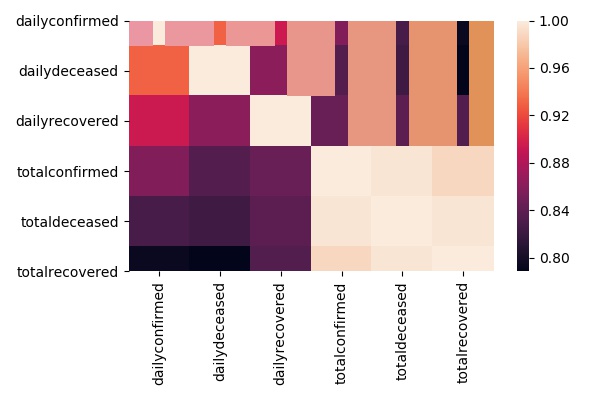 dailyconfirmed
dailydeceased
dailyrecovered
totalconfirmed
totaldeceased
totalrecovered
1.00
0.96
0.92
0.88
0.84
0.80
dailyconfirmed
dailydeceased
dailyrecovered
totalconfirmed
totaldeceased
totalrecovered